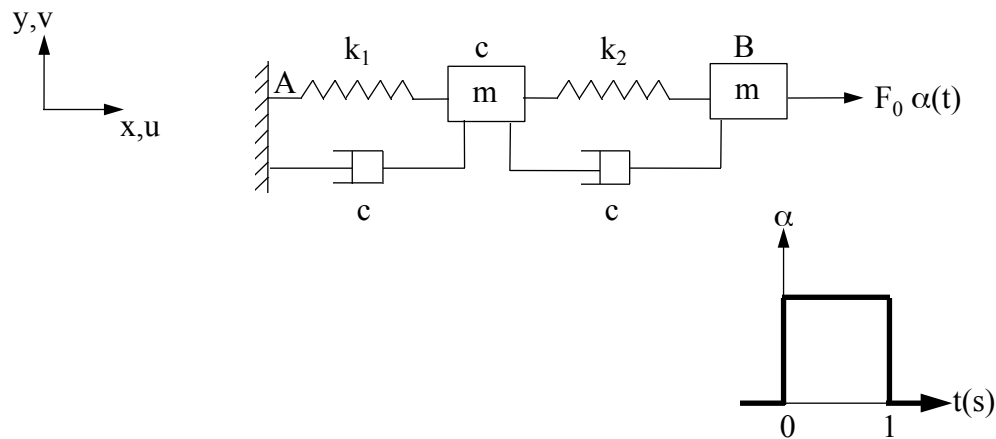 y,v
x,u
k₁
c
k₂
B
A
m
m
F₀ α(t)
c
c
α
t(s)
0
1